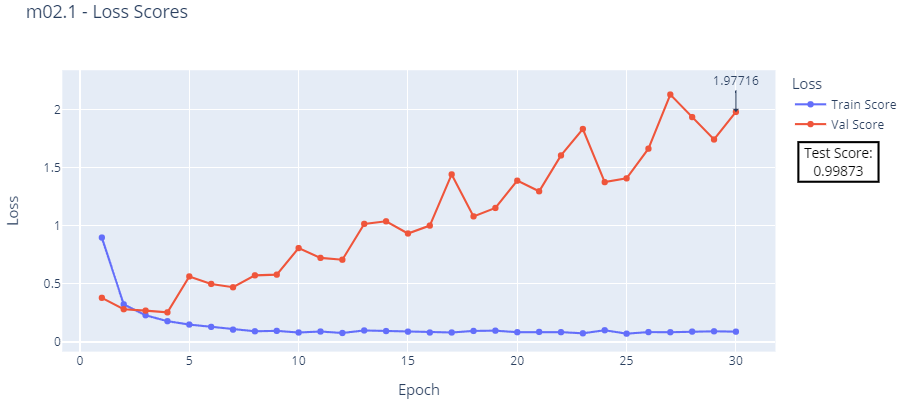 m02.1 - Loss Scores
1.97716
Loss
Train Score
Val Score
Test Score:
0.99873
2
1.5
1
0.5
0
Loss
0 5 10 15 20 25 30
Epoch